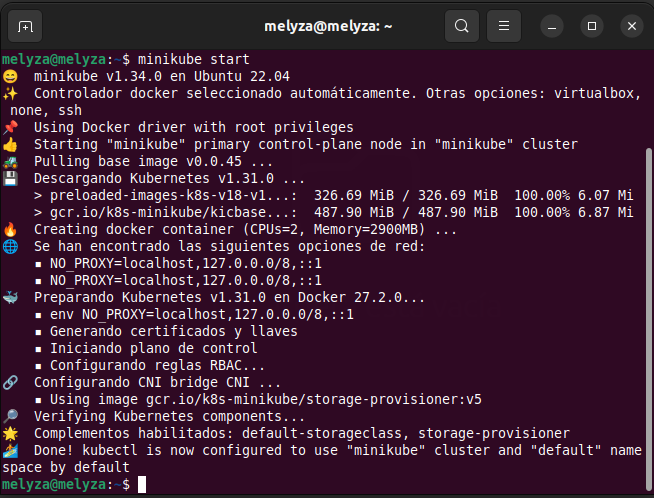 melyza@melyza: ~
melyza@melyza:~$ minikube start
😄  minikube v1.34.0 en Ubuntu 22.04
✨  Controlador docker seleccionado automáticamente. Otras opciones: virtualbox,
 none, ssh
📌  Using Docker driver with root privileges
👍  Starting "minikube" primary control-plane node in "minikube" cluster
🚜  Pulling base image v0.0.45 ...
💾  Descargando Kubernetes v1.31.0 ...
    > preloaded-images-k8s-v18-v1...:  326.69 MiB / 326.69 MiB  100.00% 6.07 Mi
    > gcr.io/k8s-minikube/kicbase...:  487.90 MiB / 487.90 MiB  100.00% 6.87 Mi
🔥  Creating docker container (CPUs=2, Memory=2900MB) ...
🌐  Se han encontrado las siguientes opciones de red:
    ▪ NO_PROXY=localhost,127.0.0.0/8,::1
    ▪ NO_PROXY=localhost,127.0.0.0/8,::1
🐳  Preparando Kubernetes v1.31.0 en Docker 27.2.0...
    ▪ env NO_PROXY=localhost,127.0.0.0/8,::1
    ▪ Generando certificados y llaves
    ▪ Iniciando plano de control
    ▪ Configurando reglas RBAC...
🔗  Configurando CNI bridge CNI ...
    ▪ Using image gcr.io/k8s-minikube/storage-provisioner:v5
🔎  Verifying Kubernetes components...
🌟  Complementos habilitados: default-storageclass, storage-provisioner
🏄  Done! kubectl is now configured to use "minikube" cluster and "default" name
space by default
melyza@melyza:~$